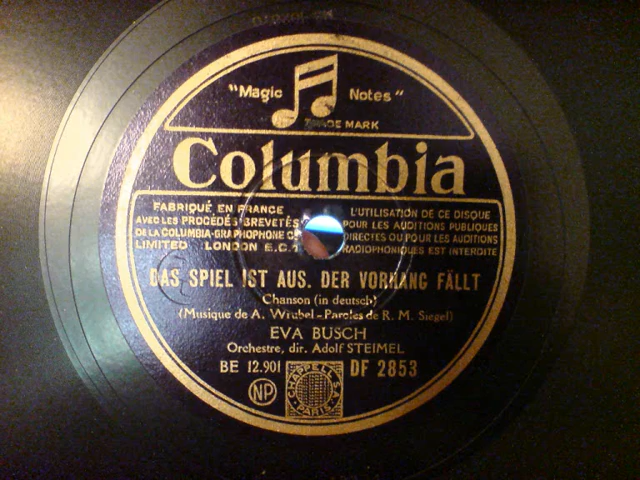 "Magic Notes"
TRADE MARK
Columbia
FABRIQUÉ EN FRANCE
AVEC LES PROCÉDÉS BREVETÉS
DE LA COLUMBIA-GRAPHOPHONE C
LIMITED LONDON E.C.1
L'UTILISATION DE CE DISQUE
POUR LES AUDITIONS PUBLIQUES
DIRECTES OU POUR LES AUDITIONS
RADIOPHONIQUES EST INTERDITE
DAS SPIEL IST AUS. DER VORHANG FÄLLT
Chanson (in deutsch)
(Musique de A. Wrubel - Paroles de R. M. Siegel)
EVA BUSCH
Orchestre, dir. Adolf STEIMEL
BE 12.901 DF 2853
NP
CHAPPELL S.A.
PARIS